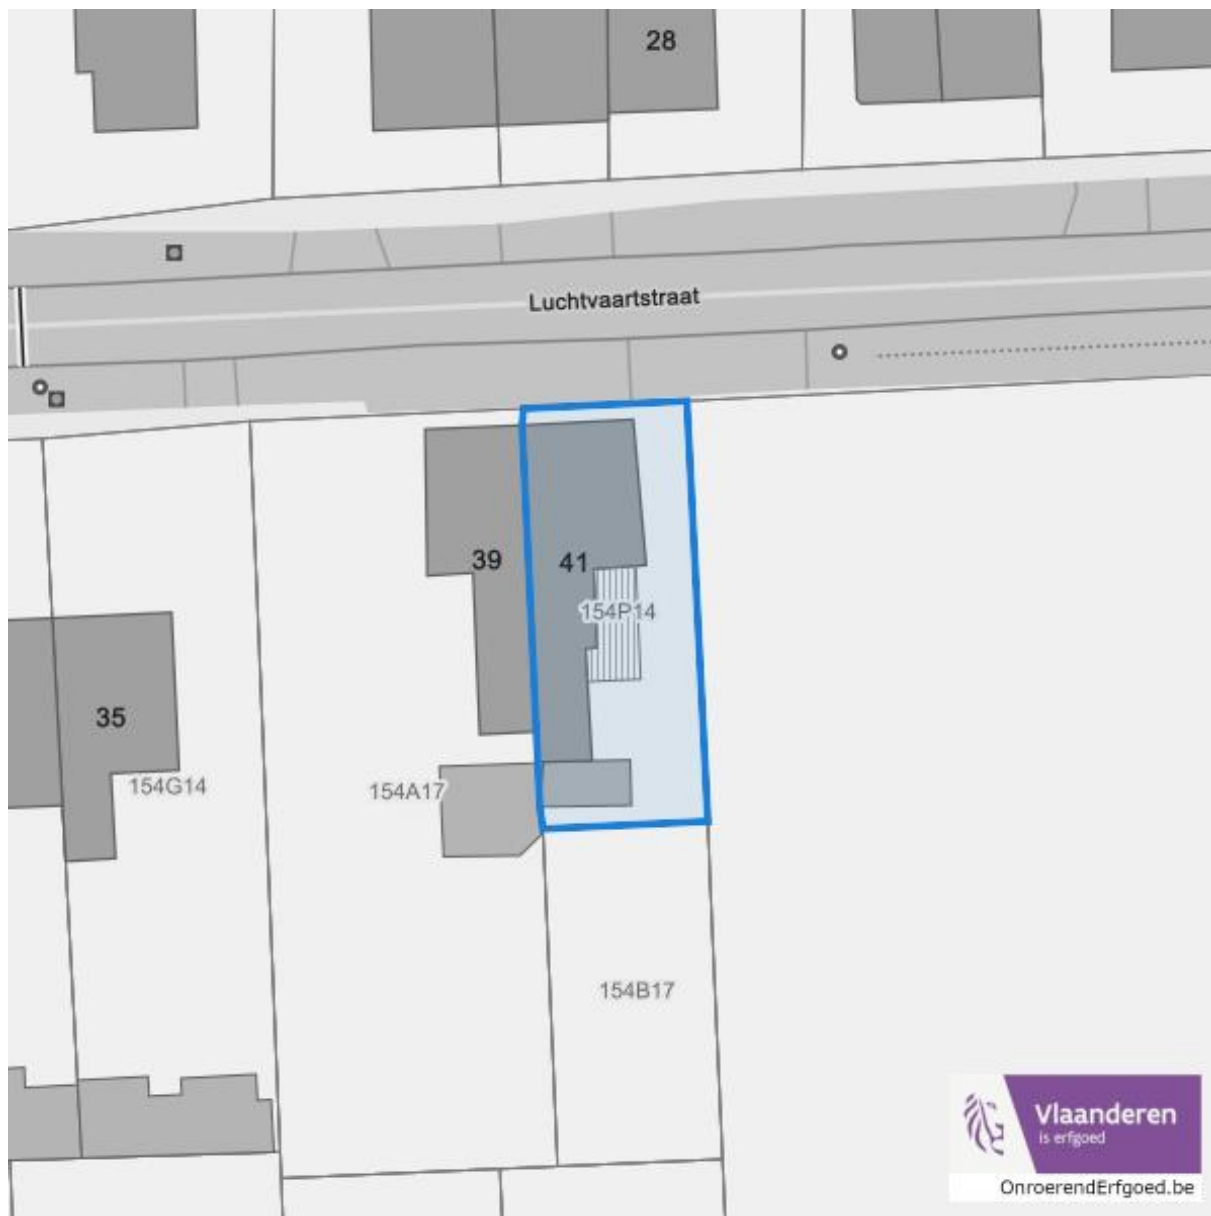 28
Luchtvaartstraat
39
41
154P14
35
154G14
154A17
154B17
Vlaanderen
is erfgoed
OnroerendErfgoed.be